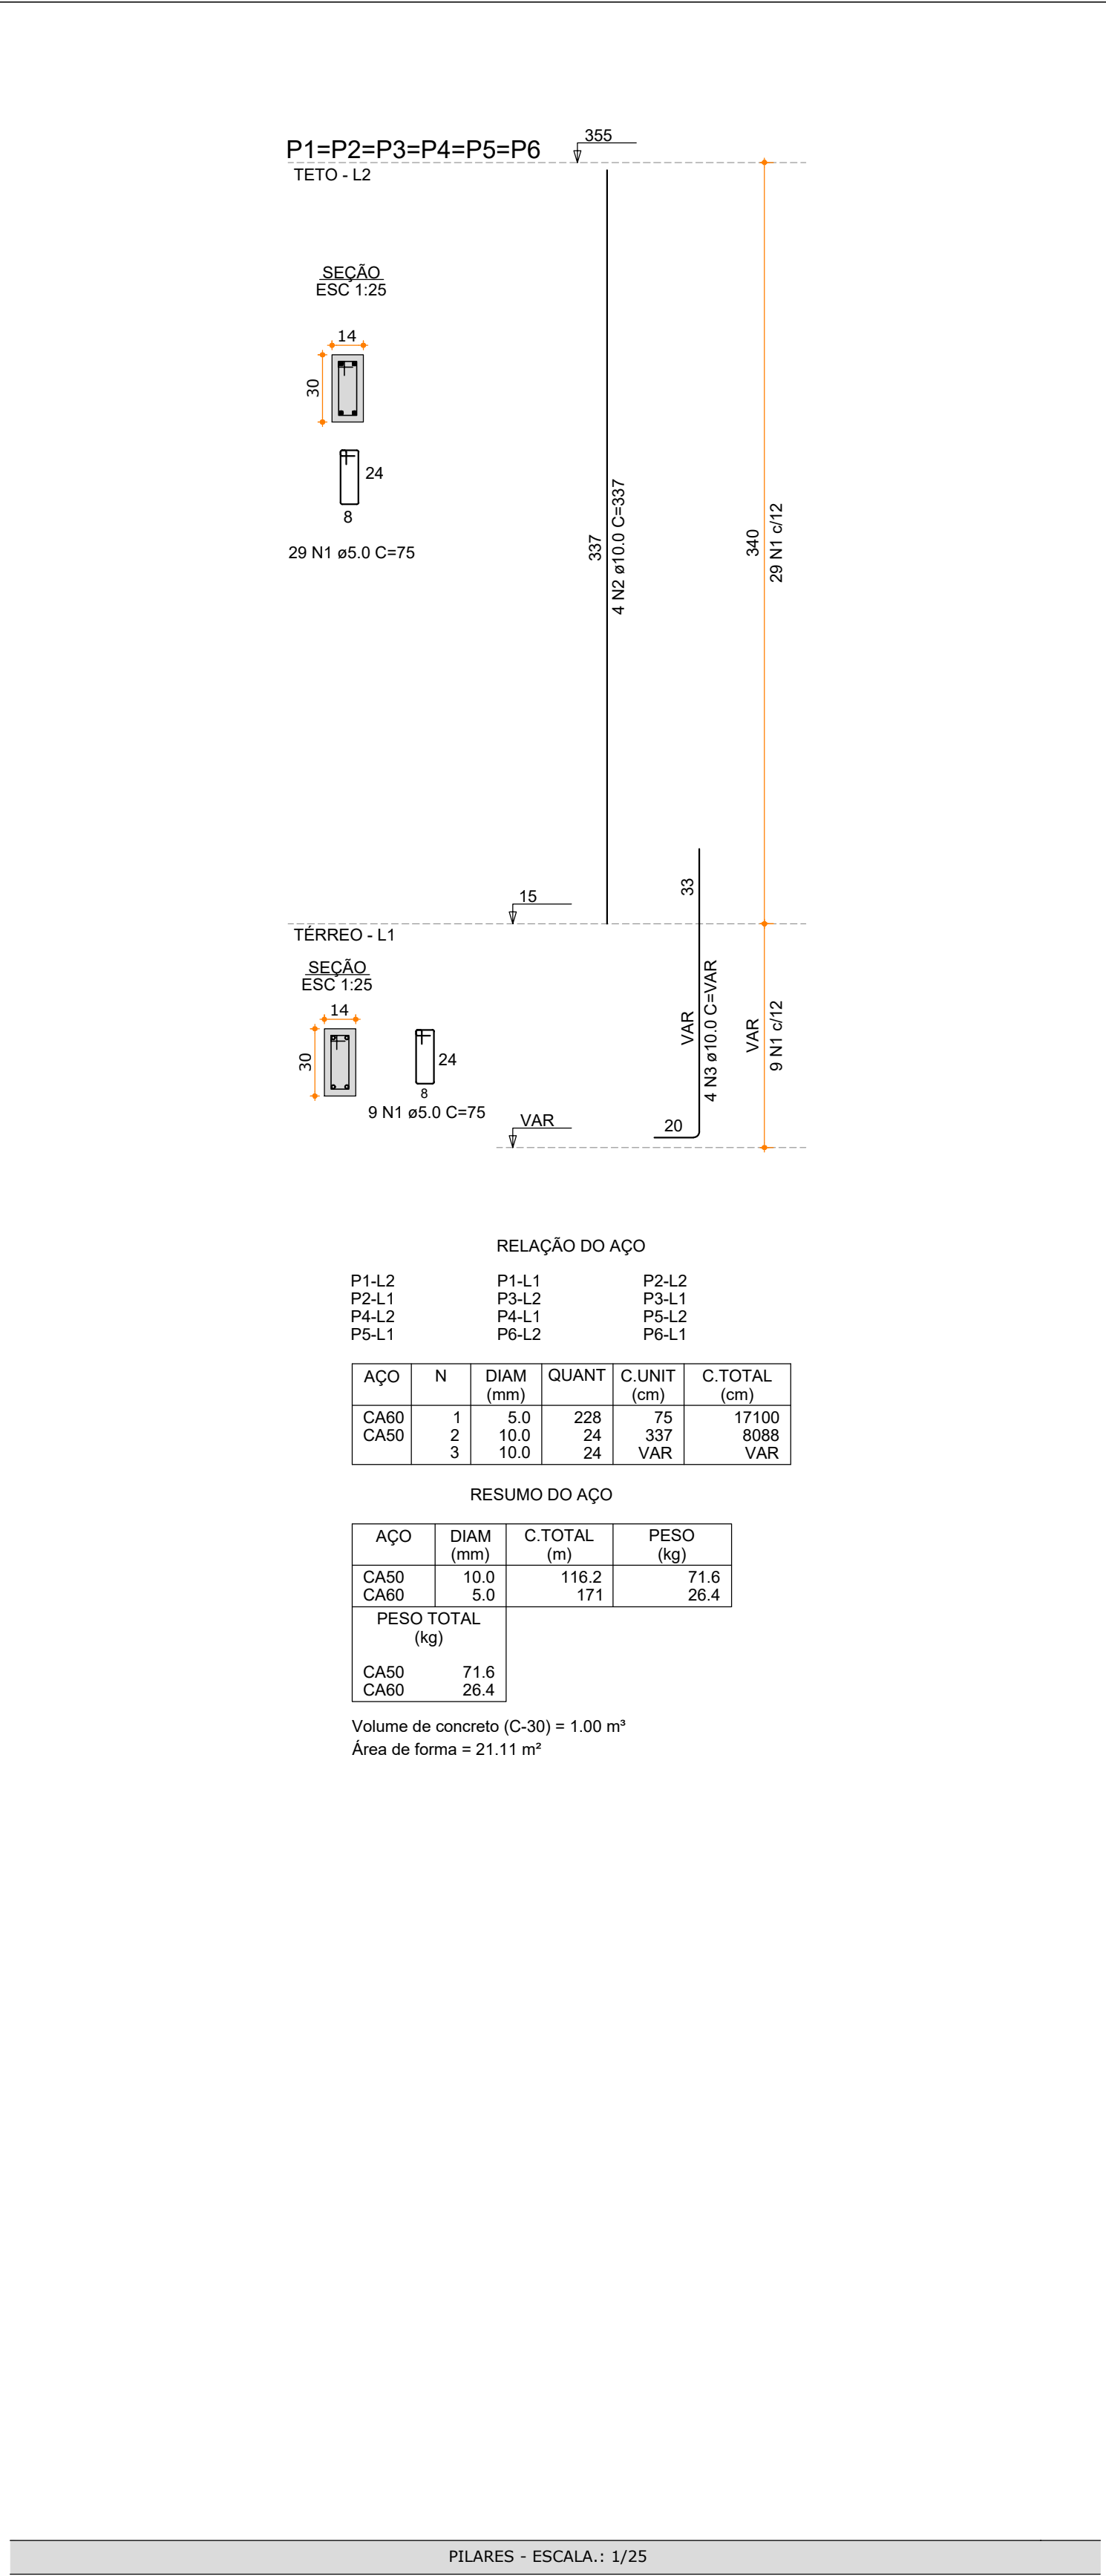 P1=P2=P3=P4=P5=P6
355
TETO - L2
SEÇÃO
ESC 1:25
14
30
24
8
29 N1 ø5.0 C=75
337
4 N2 ø10.0 C=337
340
29 N1 c/12
15
TÉRREO - L1
SEÇÃO
ESC 1:25
14
30
24
8
9 N1 ø5.0 C=75
33
VAR
4 N3 ø10.0 C=VAR
VAR
9 N1 c/12
VAR
20
RELAÇÃO DO AÇO
P1-L2 P1-L1 P2-L2
P2-L1 P3-L2 P3-L1
P4-L2 P4-L1 P5-L2
P5-L1 P6-L2 P6-L1
AÇO N DIAM QUANT C.UNIT C.TOTAL
(mm) (cm) (cm)
CA60 1 5.0 228 75 17100
CA50 2 10.0 24 337 8088
3 10.0 24 VAR VAR
RESUMO DO AÇO
AÇO DIAM C.TOTAL PESO
(mm) (m) (kg)
CA50 10.0 116.2 71.6
CA60 5.0 171 26.4
PESO TOTAL
(kg)
CA50 71.6
CA60 26.4
Volume de concreto (C-30) = 1.00 m³
Área de forma = 21.11 m²
PILARES - ESCALA.: 1/25